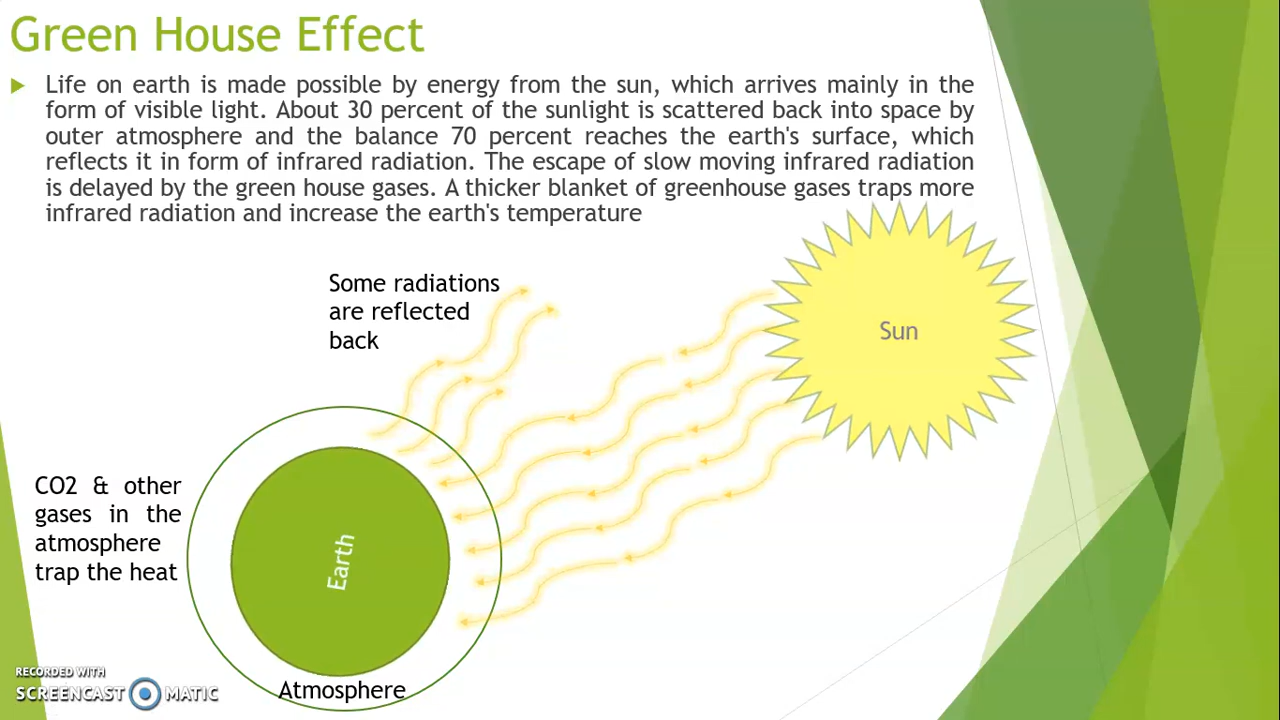 Green House Effect
Life on earth is made possible by energy from the sun, which arrives mainly in the
form of visible light. About 30 percent of the sunlight is scattered back into space by
outer atmosphere and the balance 70 percent reaches the earth's surface, which
reflects it in form of infrared radiation. The escape of slow moving infrared radiation
is delayed by the green house gases. A thicker blanket of greenhouse gases traps more
infrared radiation and increase the earth's temperature
Some radiations
are reflected
back
Sun
CO2 & other
gases in the
atmosphere
trap the heat
Earth
Atmosphere
RECORDED WITH
SCREENCAST MATIC